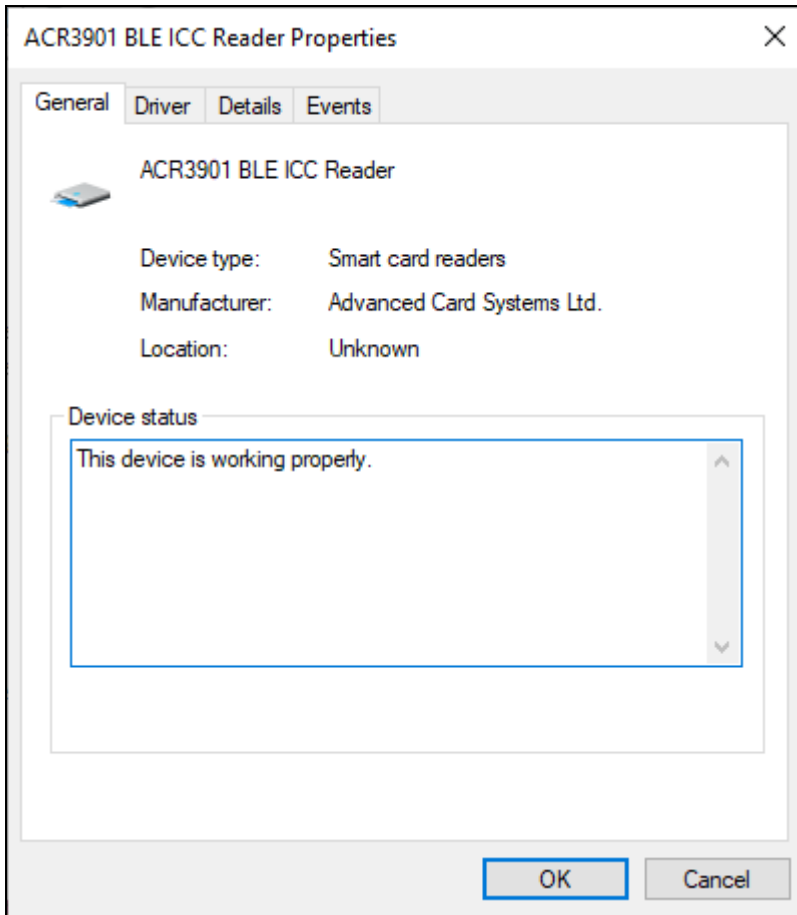 ACR3901 BLE ICC Reader Properties
General Driver Details Events
ACR3901 BLE ICC Reader
Device type: Smart card readers
Manufacturer: Advanced Card Systems Ltd.
Location: Unknown
Device status
This device is working properly.
OK Cancel